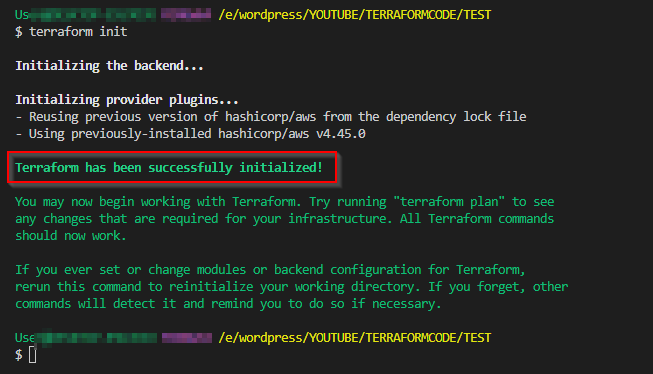 Use /e/wordpress/YOUTUBE/TERRAFORMCODE/TEST
$ terraform init
Initializing the backend...
Initializing provider plugins...
- Reusing previous version of hashicorp/aws from the dependency lock file
- Using previously-installed hashicorp/aws v4.45.0
Terraform has been successfully initialized!
You may now begin working with Terraform. Try running "terraform plan" to see
any changes that are required for your infrastructure. All Terraform commands
should now work.
If you ever set or change modules or backend configuration for Terraform,
rerun this command to reinitialize your working directory. If you forget, other
commands will detect it and remind you to do so if necessary.
Use /e/wordpress/YOUTUBE/TERRAFORMCODE/TEST
$